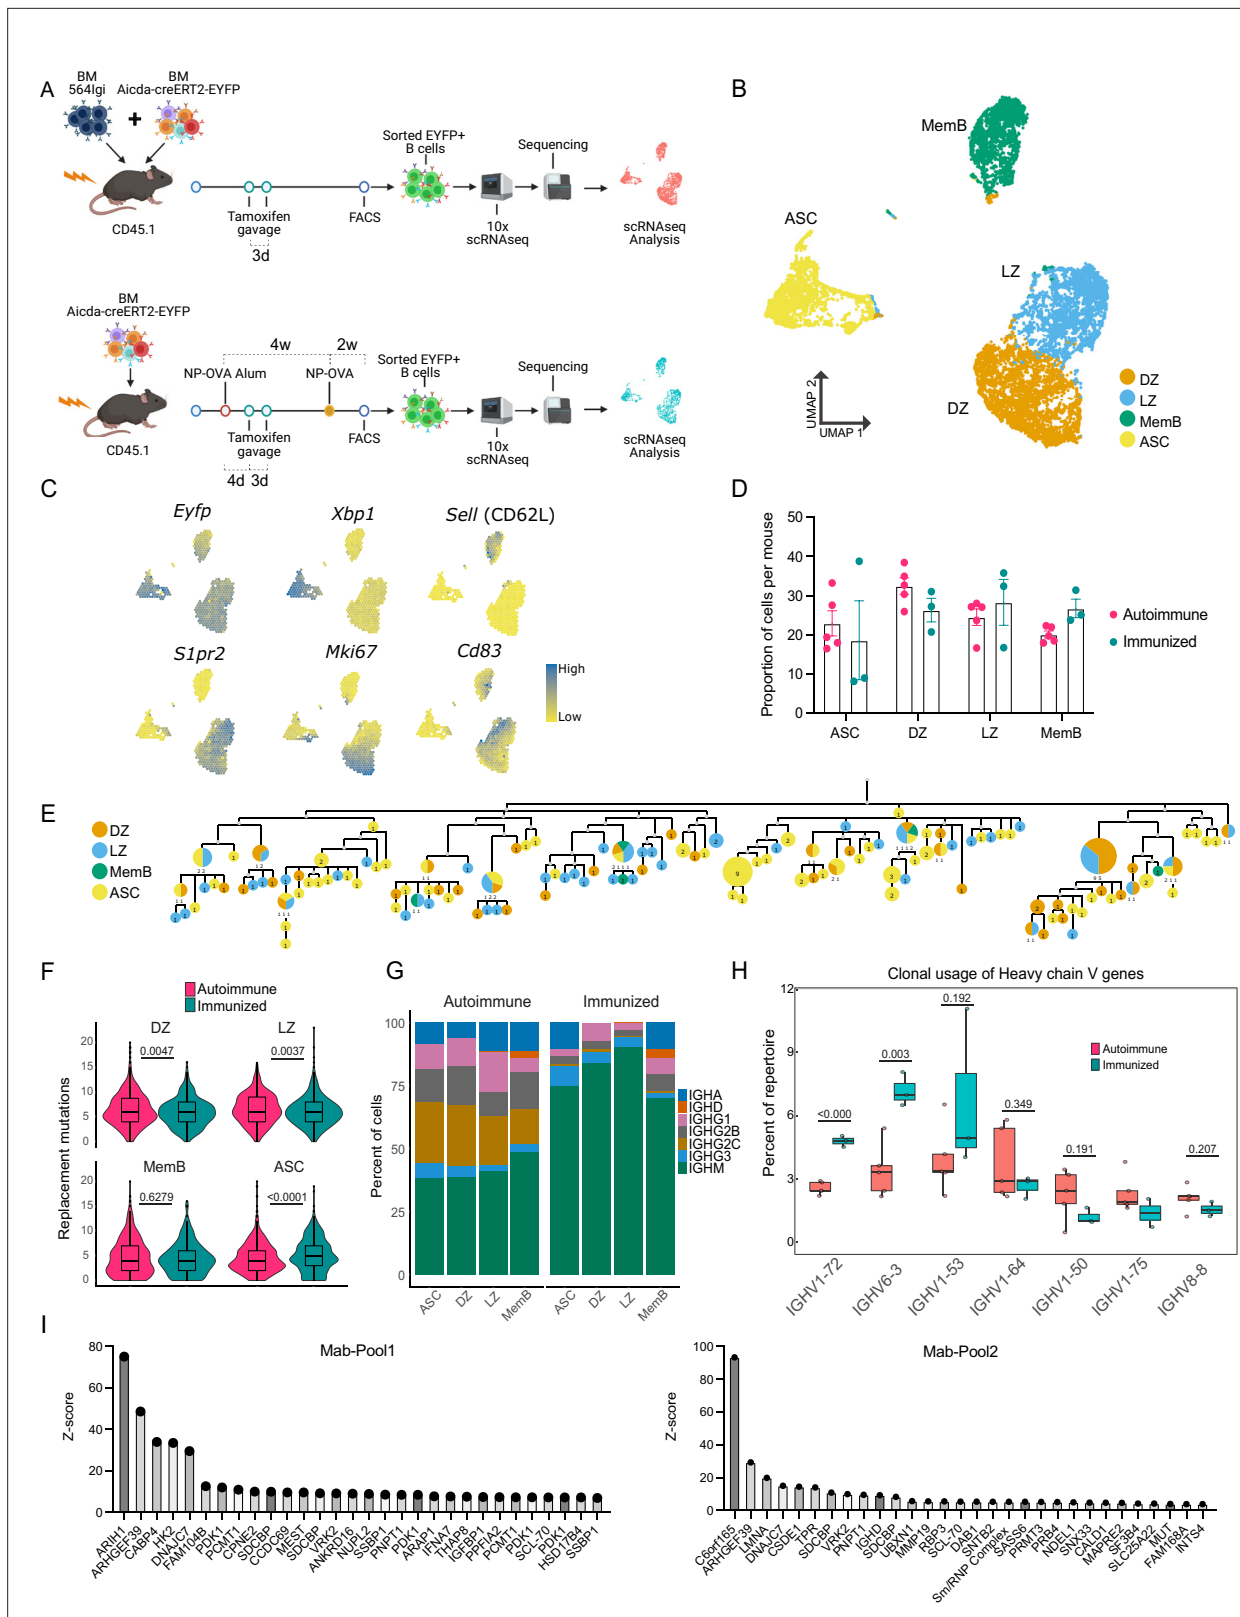 A
BM
564Igi
BM
Aicda-creERT2-EYFP
CD45.1
Tamoxifen
gavage
3d
FACS
Sorted EYFP+
B cells
10x
scRNAseq
Sequencing
scRNAseq
Analysis
BM
Aicda-creERT2-EYFP
CD45.1
4w
2w
NP-OVA Alum
NP-OVA
Tamoxifen
gavage
4d
3d
FACS
Sorted EYFP+
B cells
10x
scRNAseq
Sequencing
scRNAseq
Analysis
B
MemB
ASC
LZ
DZ
UMAP 2
UMAP 1
DZ
LZ
MemB
ASC
C
Eyfp
Xbp1
Sell (CD62L)
S1pr2
Mki67
Cd83
High
Low
D
Proportion of cells per mouse
50
40
30
20
10
0
ASC
DZ
LZ
MemB
Autoimmune
Immunized
E
DZ
LZ
MemB
ASC
F
Autoimmune
Immunized
Replacement mutations
DZ
LZ
20
15
10
5
0
0.0047
0.0037
MemB
ASC
20
15
10
5
0
0.6279
<0.0001
G
Autoimmune
Immunized
Percent of cells
100
75
50
25
0
ASC
DZ
LZ
MemB
ASC
DZ
LZ
MemB
IGHA
IGHD
IGHG1
IGHG2B
IGHG2C
IGHG3
IGHM
H
Clonal usage of Heavy chain V genes
Percent of repertoire
12
9
6
3
0
<0.000
0.003
0.192
0.349
0.191
0.207
Autoimmune
Immunized
IGHV1-72
IGHV6-3
IGHV1-53
IGHV1-64
IGHV1-50
IGHV1-75
IGHV8-8
I
Mab-Pool1
Z-score
80
60
40
20
0
ARIH1
ARHGEF39
CABP4
HK2
DNAJC7
FAM104B
PDK1
PCMT1
CPNE2
SDCBP
CCDC69
MEST
SDCBP
VRK2
ANKRD16
NUPL2
SSBP1
PNPT1
PDK1
ARAP1
IFNA7
THAP8
IGFBP1
PPFIA2
PCMT1
PDK1
SCL-70
PDK1
HSD17B4
SSBP1
Mab-Pool2
Z-score
100
80
60
40
20
0
C6orf165
ARHGEF39
LMNA
DNAJC7
CSDE1
CTPR
SDCBP
VRK2
PNPT1
IGHD
SDCBP
UBXN1
MMP19
RBP3
SCL-70
DAB1
SNTB2
Sm/RNP Complex
SASS6
PRMT3
PRB4
NDEL1
SNX33
CALD1
MAPRE2
SF3B4
SLC25A22
MUT
FAM168A
INTS4